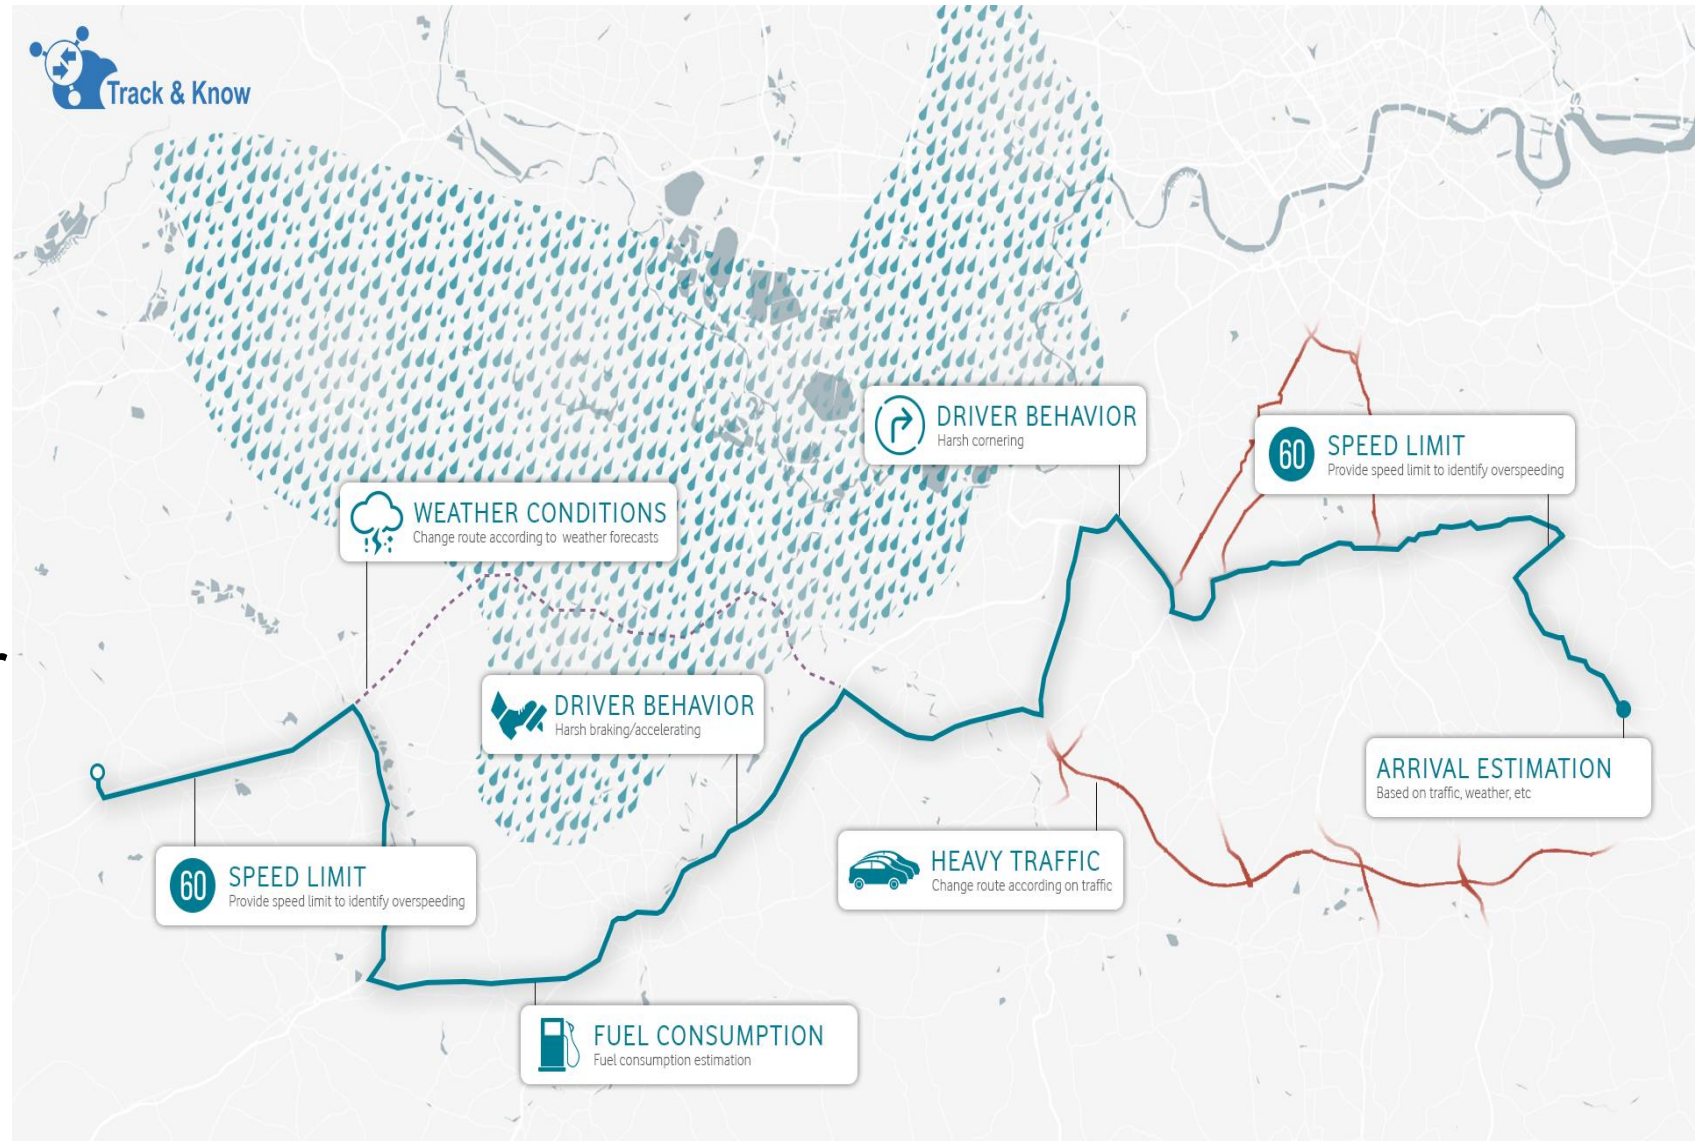 Track & Know
DRIVER BEHAVIOR
Harsh cornering
60
SPEED LIMIT
Provide speed limit to identify overspeeding
WEATHER CONDITIONS
Change route according to weather forecasts
DRIVER BEHAVIOR
Harsh braking/accelerating
ARRIVAL ESTIMATION
Based on traffic, weather, etc
HEAVY TRAFFIC
Change route according on traffic
60
SPEED LIMIT
Provide speed limit to identify overspeeding
FUEL CONSUMPTION
Fuel consumption estimation